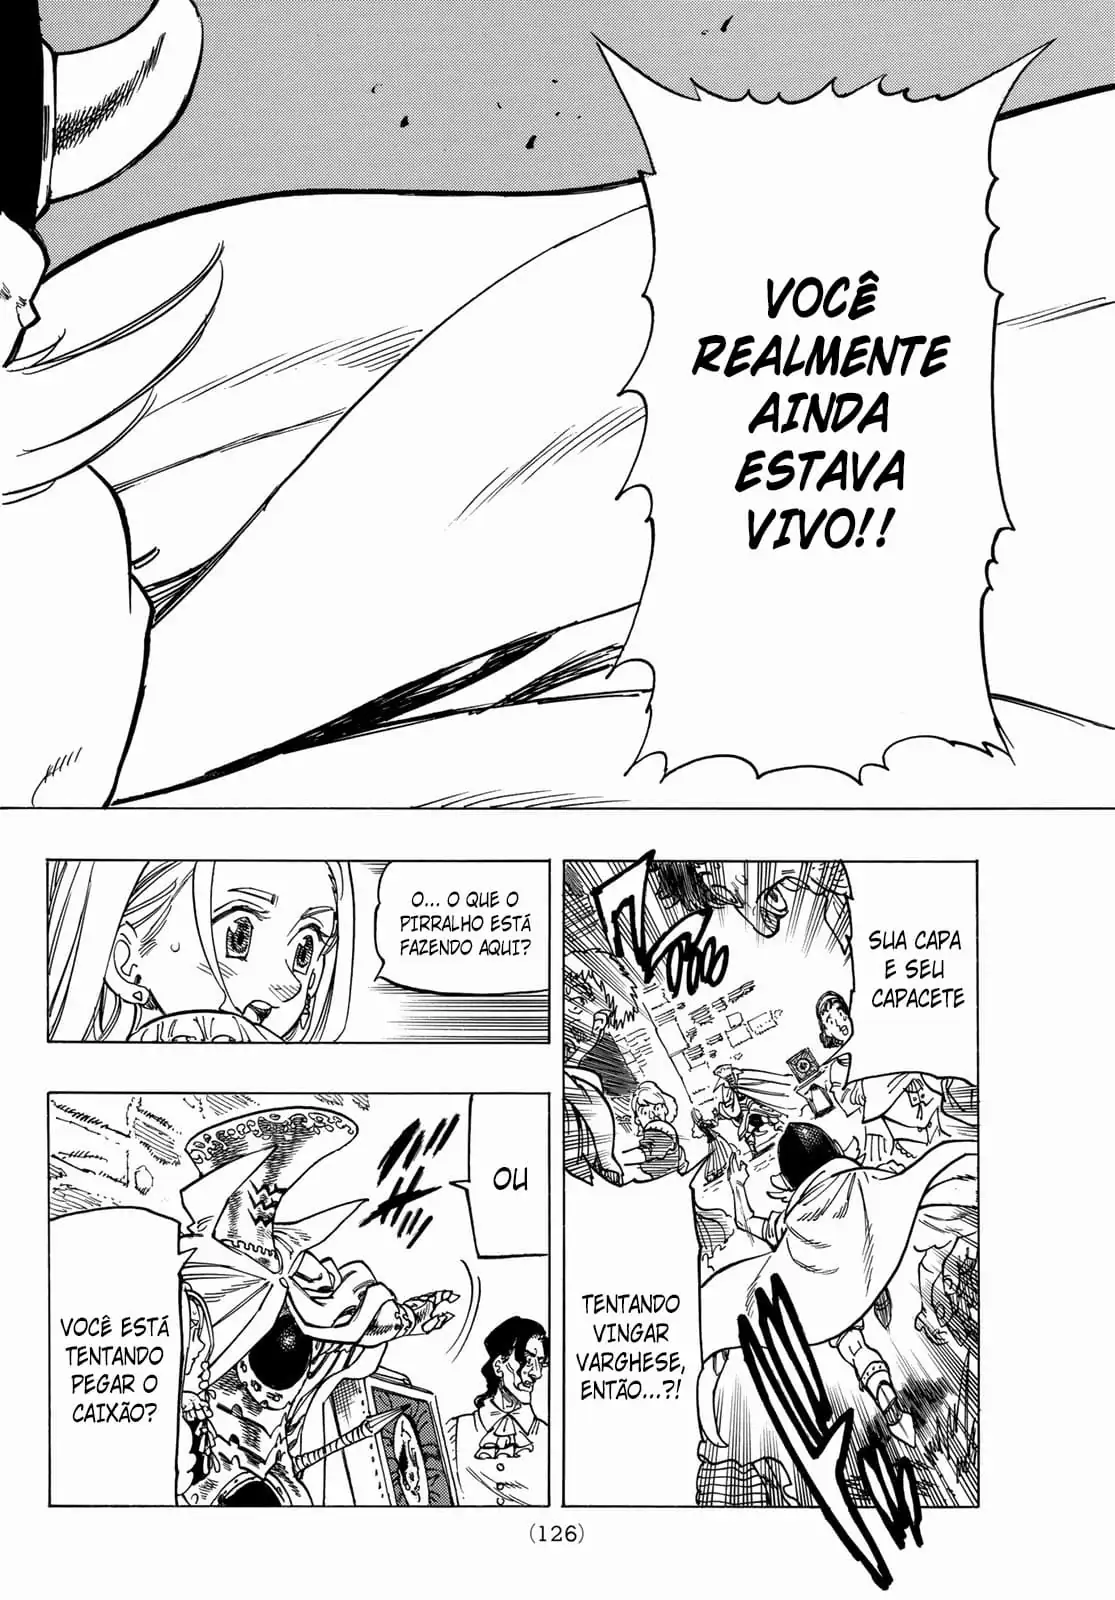 VOCÊ
REALMENTE
AINDA
ESTAVA
VIVO!!
SUA CAPA
E SEU
CAPACETE
TENTANDO
VINGAR
VARGHESE,
ENTÃO...?!
O... O QUE O
PIRRALHO ESTÁ
FAZENDO AQUI?
OU
VOCÊ ESTÁ
TENTANDO
PEGAR O
CAIXÃO?
(126)